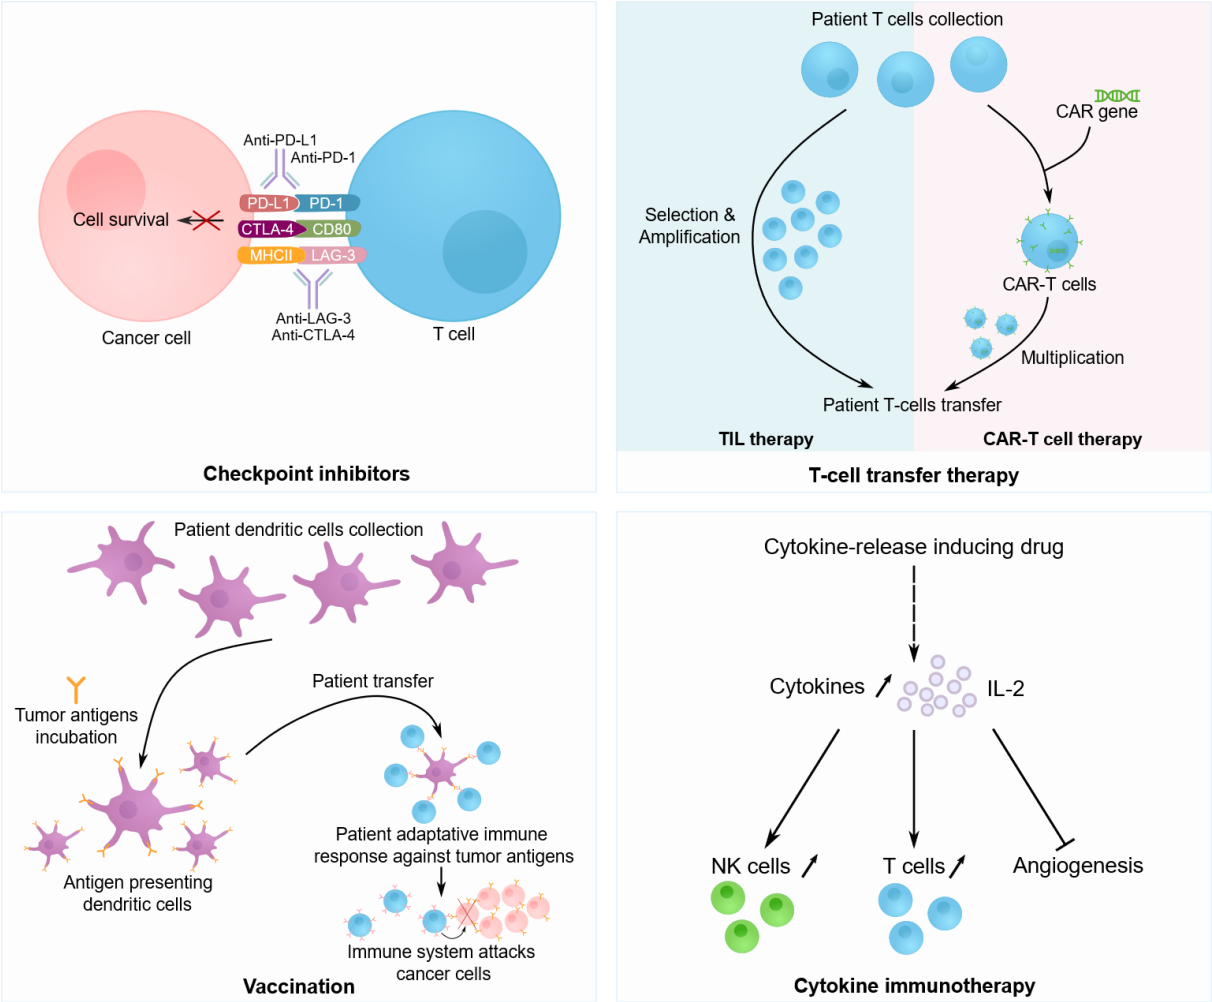 Anti-PD-L1
Anti-PD-1
PD-L1
PD-1
Cell survival
CTLA-4
CD80
MHCII
LAG-3
Anti-LAG-3
Anti-CTLA-4
Cancer cell
T cell
Checkpoint inhibitors
Patient T cells collection
CAR gene
Selection &
Amplification
CAR-T cells
Multiplication
Patient T-cells transfer
TIL therapy
CAR-T cell therapy
T-cell transfer therapy
Patient dendritic cells collection
Tumor antigens
incubation
Patient transfer
Antigen presenting
dendritic cells
Patient adaptative immune
response against tumor antigens
Immune system attacks
cancer cells
Vaccination
Cytokine-release inducing drug
Cytokines
IL-2
NK cells
T cells
Angiogenesis
Cytokine immunotherapy